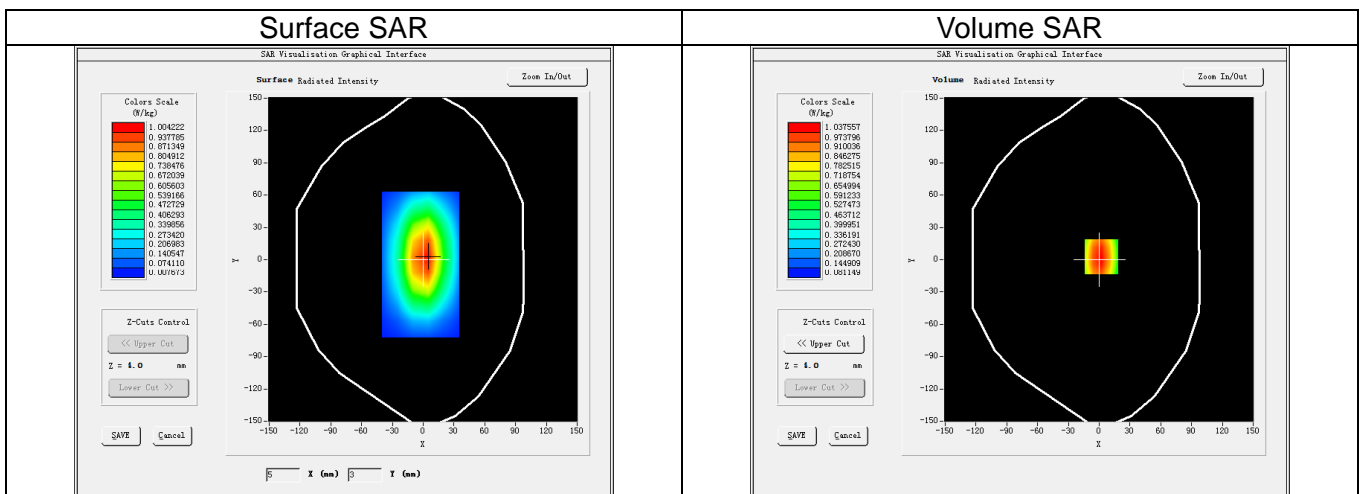 Surface SAR
SAR Visualisation Graphical Interface
Surface Radiated Intensity
Zoom In/Out
Colors Scale
(W/kg)
1.004222
0.937785
0.871349
0.804912
0.738476
0.672039
0.605603
0.539166
0.472729
0.406293
0.339856
0.273420
0.206983
0.140547
0.074110
0.007673
Z-Cuts Control
<< Upper Cut
Z = 4.0 mm
Lower Cut >>
SAVE
Cancel
150
120
90
60
30
0
-30
-60
-90
-120
-150
Y
-150 -120 -90 -60 -30 0 30 60 90 120 150
X
5 X (mm) 3 Y (mm)
Volume SAR
SAR Visualisation Graphical Interface
Volume Radiated Intensity
Zoom In/Out
Colors Scale
(W/kg)
1.037557
0.973796
0.910036
0.846275
0.782515
0.718754
0.654994
0.591233
0.527473
0.463712
0.399951
0.336191
0.272430
0.208670
0.144909
0.081149
Z-Cuts Control
<< Upper Cut
Z = 4.0 mm
Lower Cut >>
SAVE
Cancel
150
120
90
60
30
0
-30
-60
-90
-120
-150
Y
-150 -120 -90 -60 -30 0 30 60 90 120 150
X